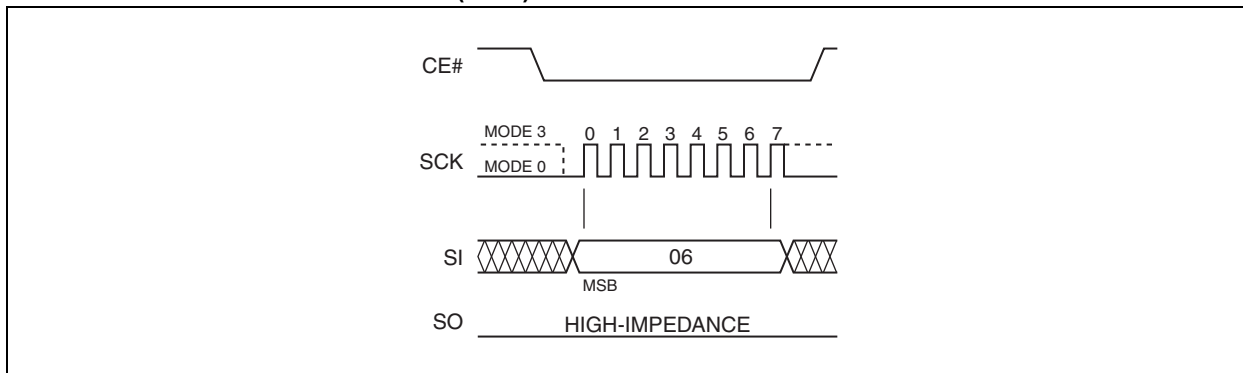 CE#
MODE 3
0 1 2 3 4 5 6 7
SCK
MODE 0
SI
06
MSB
SO
HIGH-IMPEDANCE